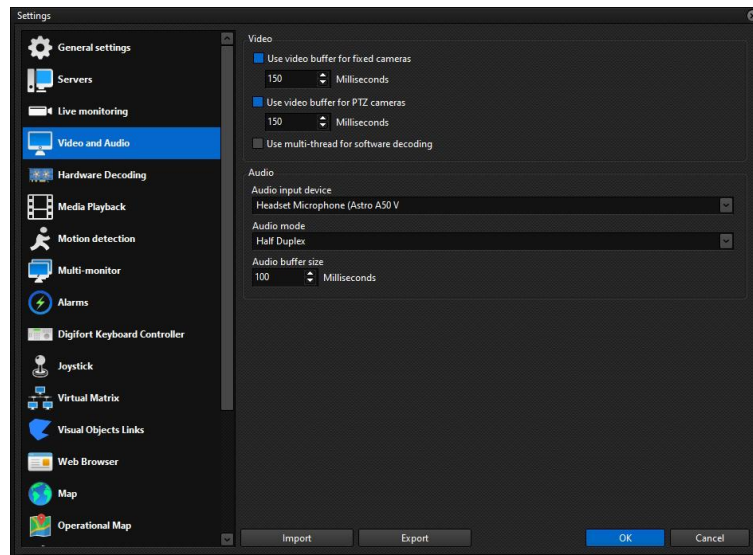 Settings
General settings
Servers
Live monitoring
Video and Audio
Hardware Decoding
Media Playback
Motion detection
Multi-monitor
Alarms
Digifort Keyboard Controller
Joystick
Virtual Matrix
Visual Objects Links
Web Browser
Map
Operational Map
Video
Use video buffer for fixed cameras
150 Milliseconds
Use video buffer for PTZ cameras
150 Milliseconds
Use multi-thread for software decoding
Audio
Audio input device
Headset Microphone (Astro A50 V
Audio mode
Half Duplex
Audio buffer size
100 Milliseconds
Import Export OK Cancel